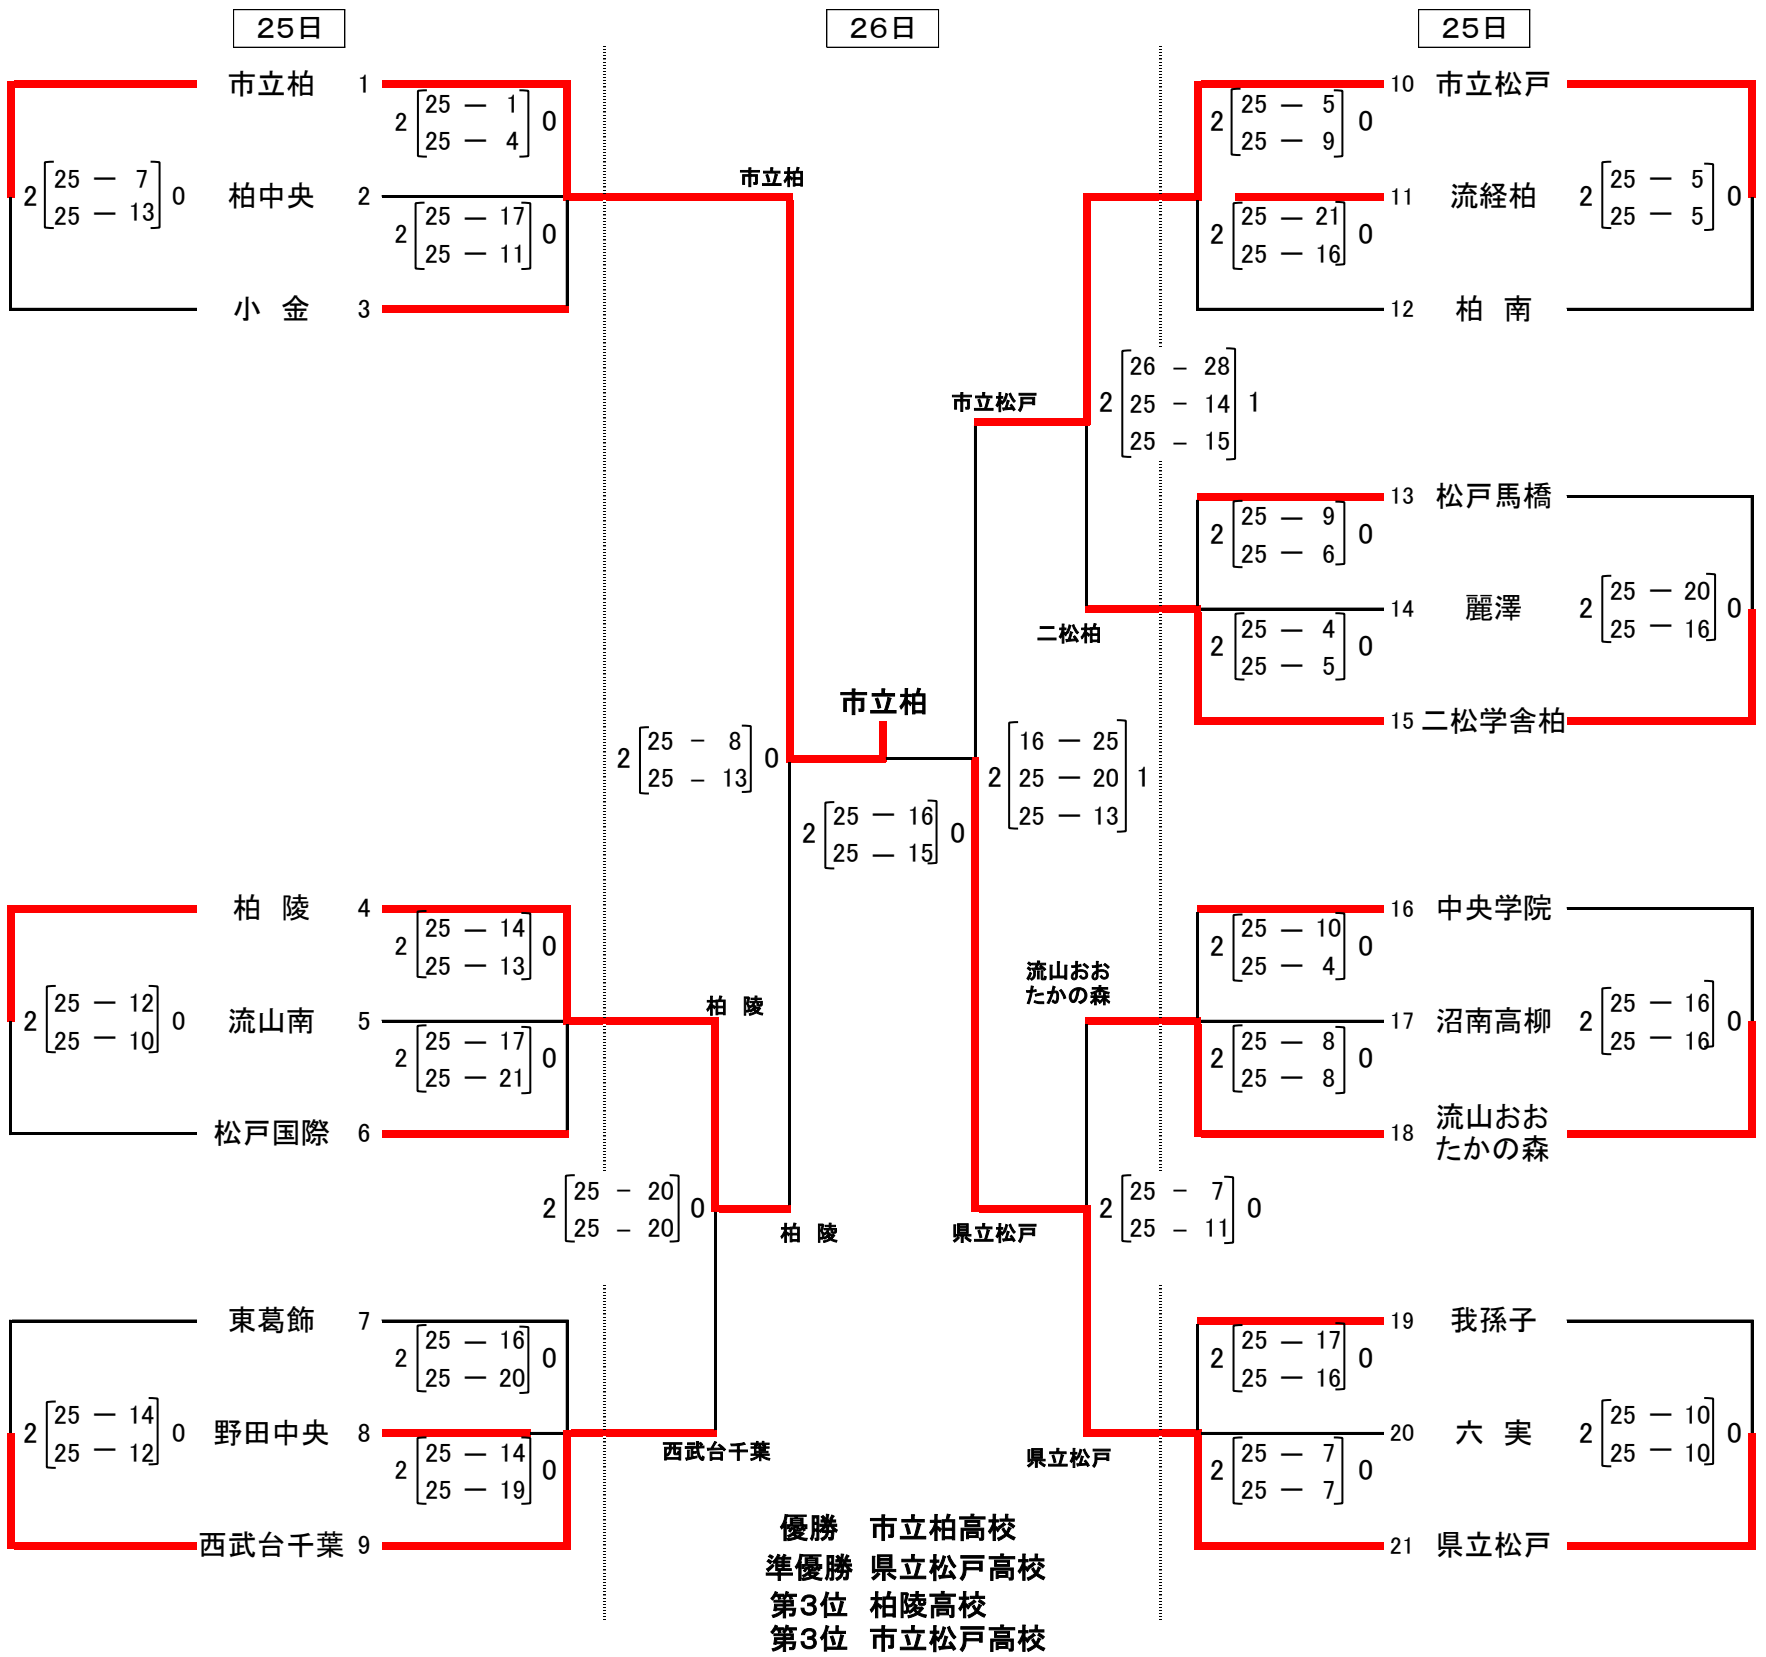 25日
26日
25日
市立柏 1
2 25 — 1 0
25 — 4
2 25 — 7 0
25 — 13
柏中央 2
2 25 — 17 0
25 — 11
小 金 3
柏 陵 4
2 25 — 14 0
25 — 13
2 25 — 12 0
25 — 10
流山南 5
2 25 — 17 0
25 — 21
松戸国際 6
東葛飾 7
2 25 — 16 0
25 — 20
2 25 — 14 0
25 — 12
野田中央 8
2 25 — 14 0
25 — 19
西武台千葉 9
市立柏
2 25 – 8 0
25 – 13
柏 陵
2 25 – 20 0
25 – 20
柏 陵
西武台千葉
市立柏
2 25 — 16 0
25 — 15
市立松戸
2 26 – 28 1
25 – 14
25 – 15
二松柏
2 16 — 25 1
25 — 20
25 — 13
流山おお
たかの森
県立松戸
2 25 – 7 0
25 – 11
県立松戸
10 市立松戸
2 25 — 5 0
25 — 9
11 流経柏
2 25 — 5 0
25 — 5
2 25 — 21 0
25 — 16
12 柏 南
13 松戸馬橋
2 25 — 9 0
25 — 6
14 麗澤
2 25 — 20 0
25 — 16
2 25 — 4 0
25 — 5
15 二松学舎柏
16 中央学院
2 25 — 10 0
25 — 4
17 沼南高柳
2 25 — 16 0
25 — 16
2 25 — 8 0
25 — 8
18 流山おお
たかの森
19 我孫子
2 25 — 17 0
25 — 16
20 六 実
2 25 — 10 0
25 — 10
2 25 — 7 0
25 — 7
21 県立松戸
優勝 市立柏高校
準優勝 県立松戸高校
第3位 柏陵高校
第3位 市立松戸高校